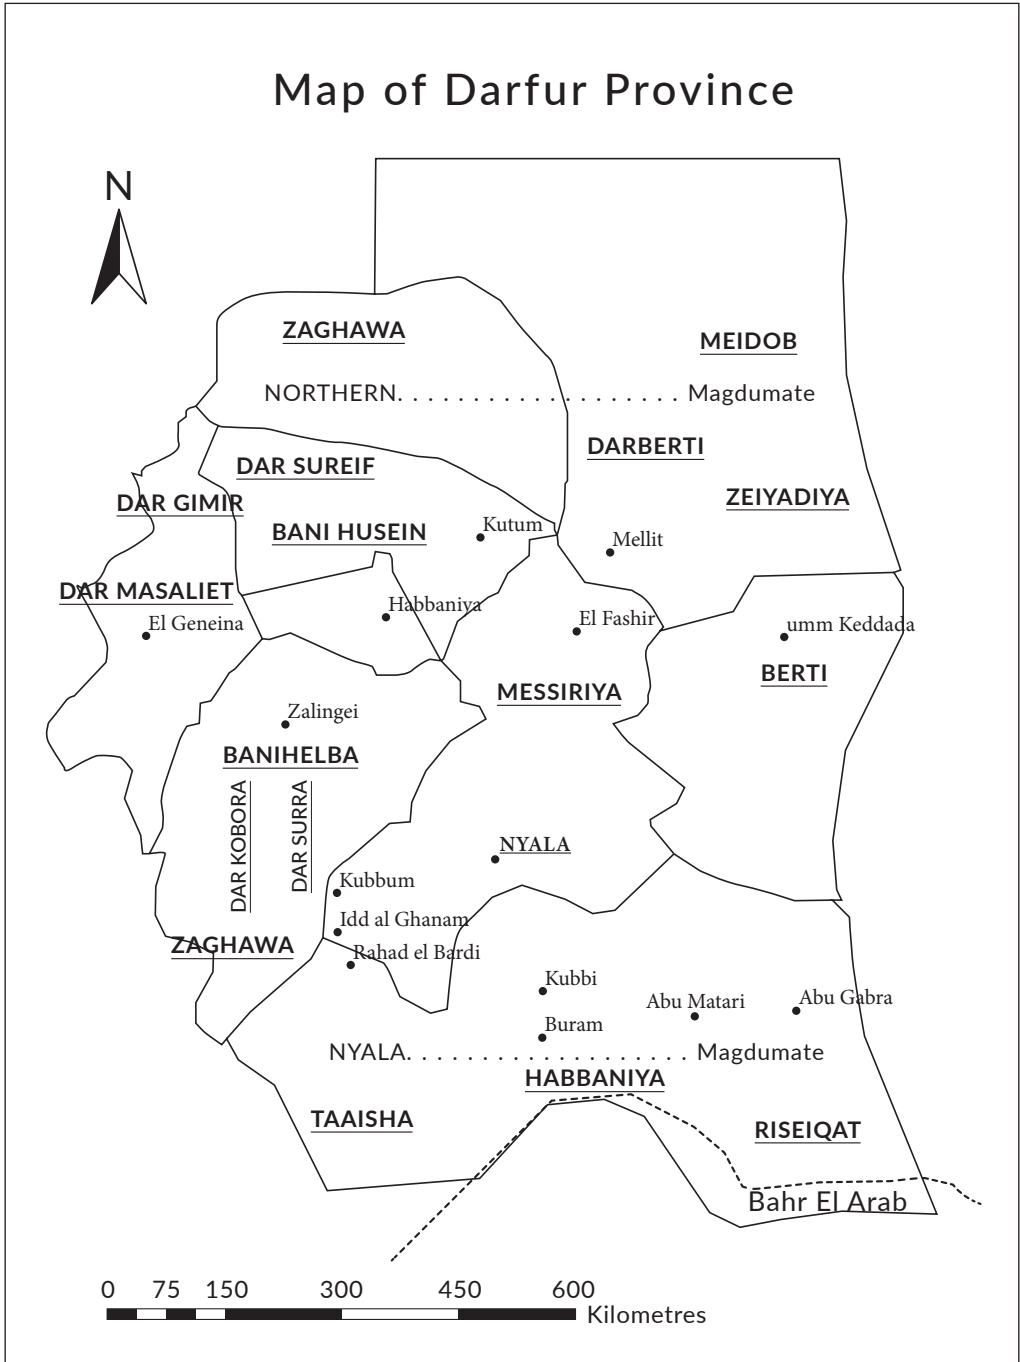 Map of Darfur Province
N
ZAGHAWA
MEIDOB
NORTHERN. . . . . . . . . . . . . . . . . . . Magdumate
DARBERTI
DAR SUREIF
ZEIYADIYA
DAR GIMIR
BANI HUSEIN
Kutum
Mellit
DAR MASALIET
Habbaniya
El Geneina
El Fashir
umm Keddada
BERTI
MESSIRIYA
Zalingei
BANIHELBA
DAR KOBORA
DAR SURRA
NYALA
Kubbum
Idd al Ghanam
ZAGHAWA
Rahad el Bardi
Kubbi
Abu Matari
Abu Gabra
Buram
NYALA. . . . . . . . . . . . . . . . . . . Magdumate
HABBANIYA
TAAISHA
RISEIQAT
Bahr El Arab
0 75 150 300 450 600
Kilometres